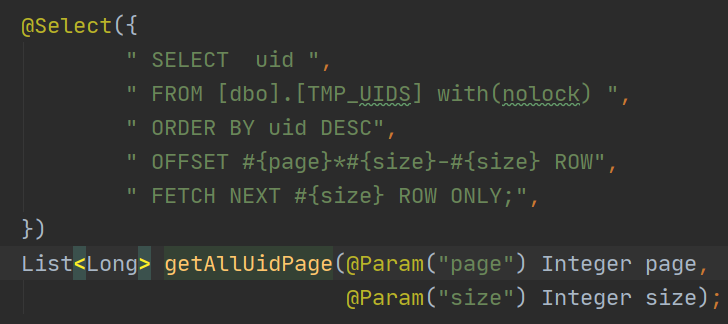 @Select({
" SELECT  uid ",
" FROM [dbo].[TMP_UIDS] with(nolock) ",
" ORDER BY uid DESC",
" OFFSET #{page}*#{size}-#{size} ROW",
" FETCH NEXT #{size} ROW ONLY;",
})
List<Long> getAllUidPage(@Param("page") Integer page,
@Param("size") Integer size);